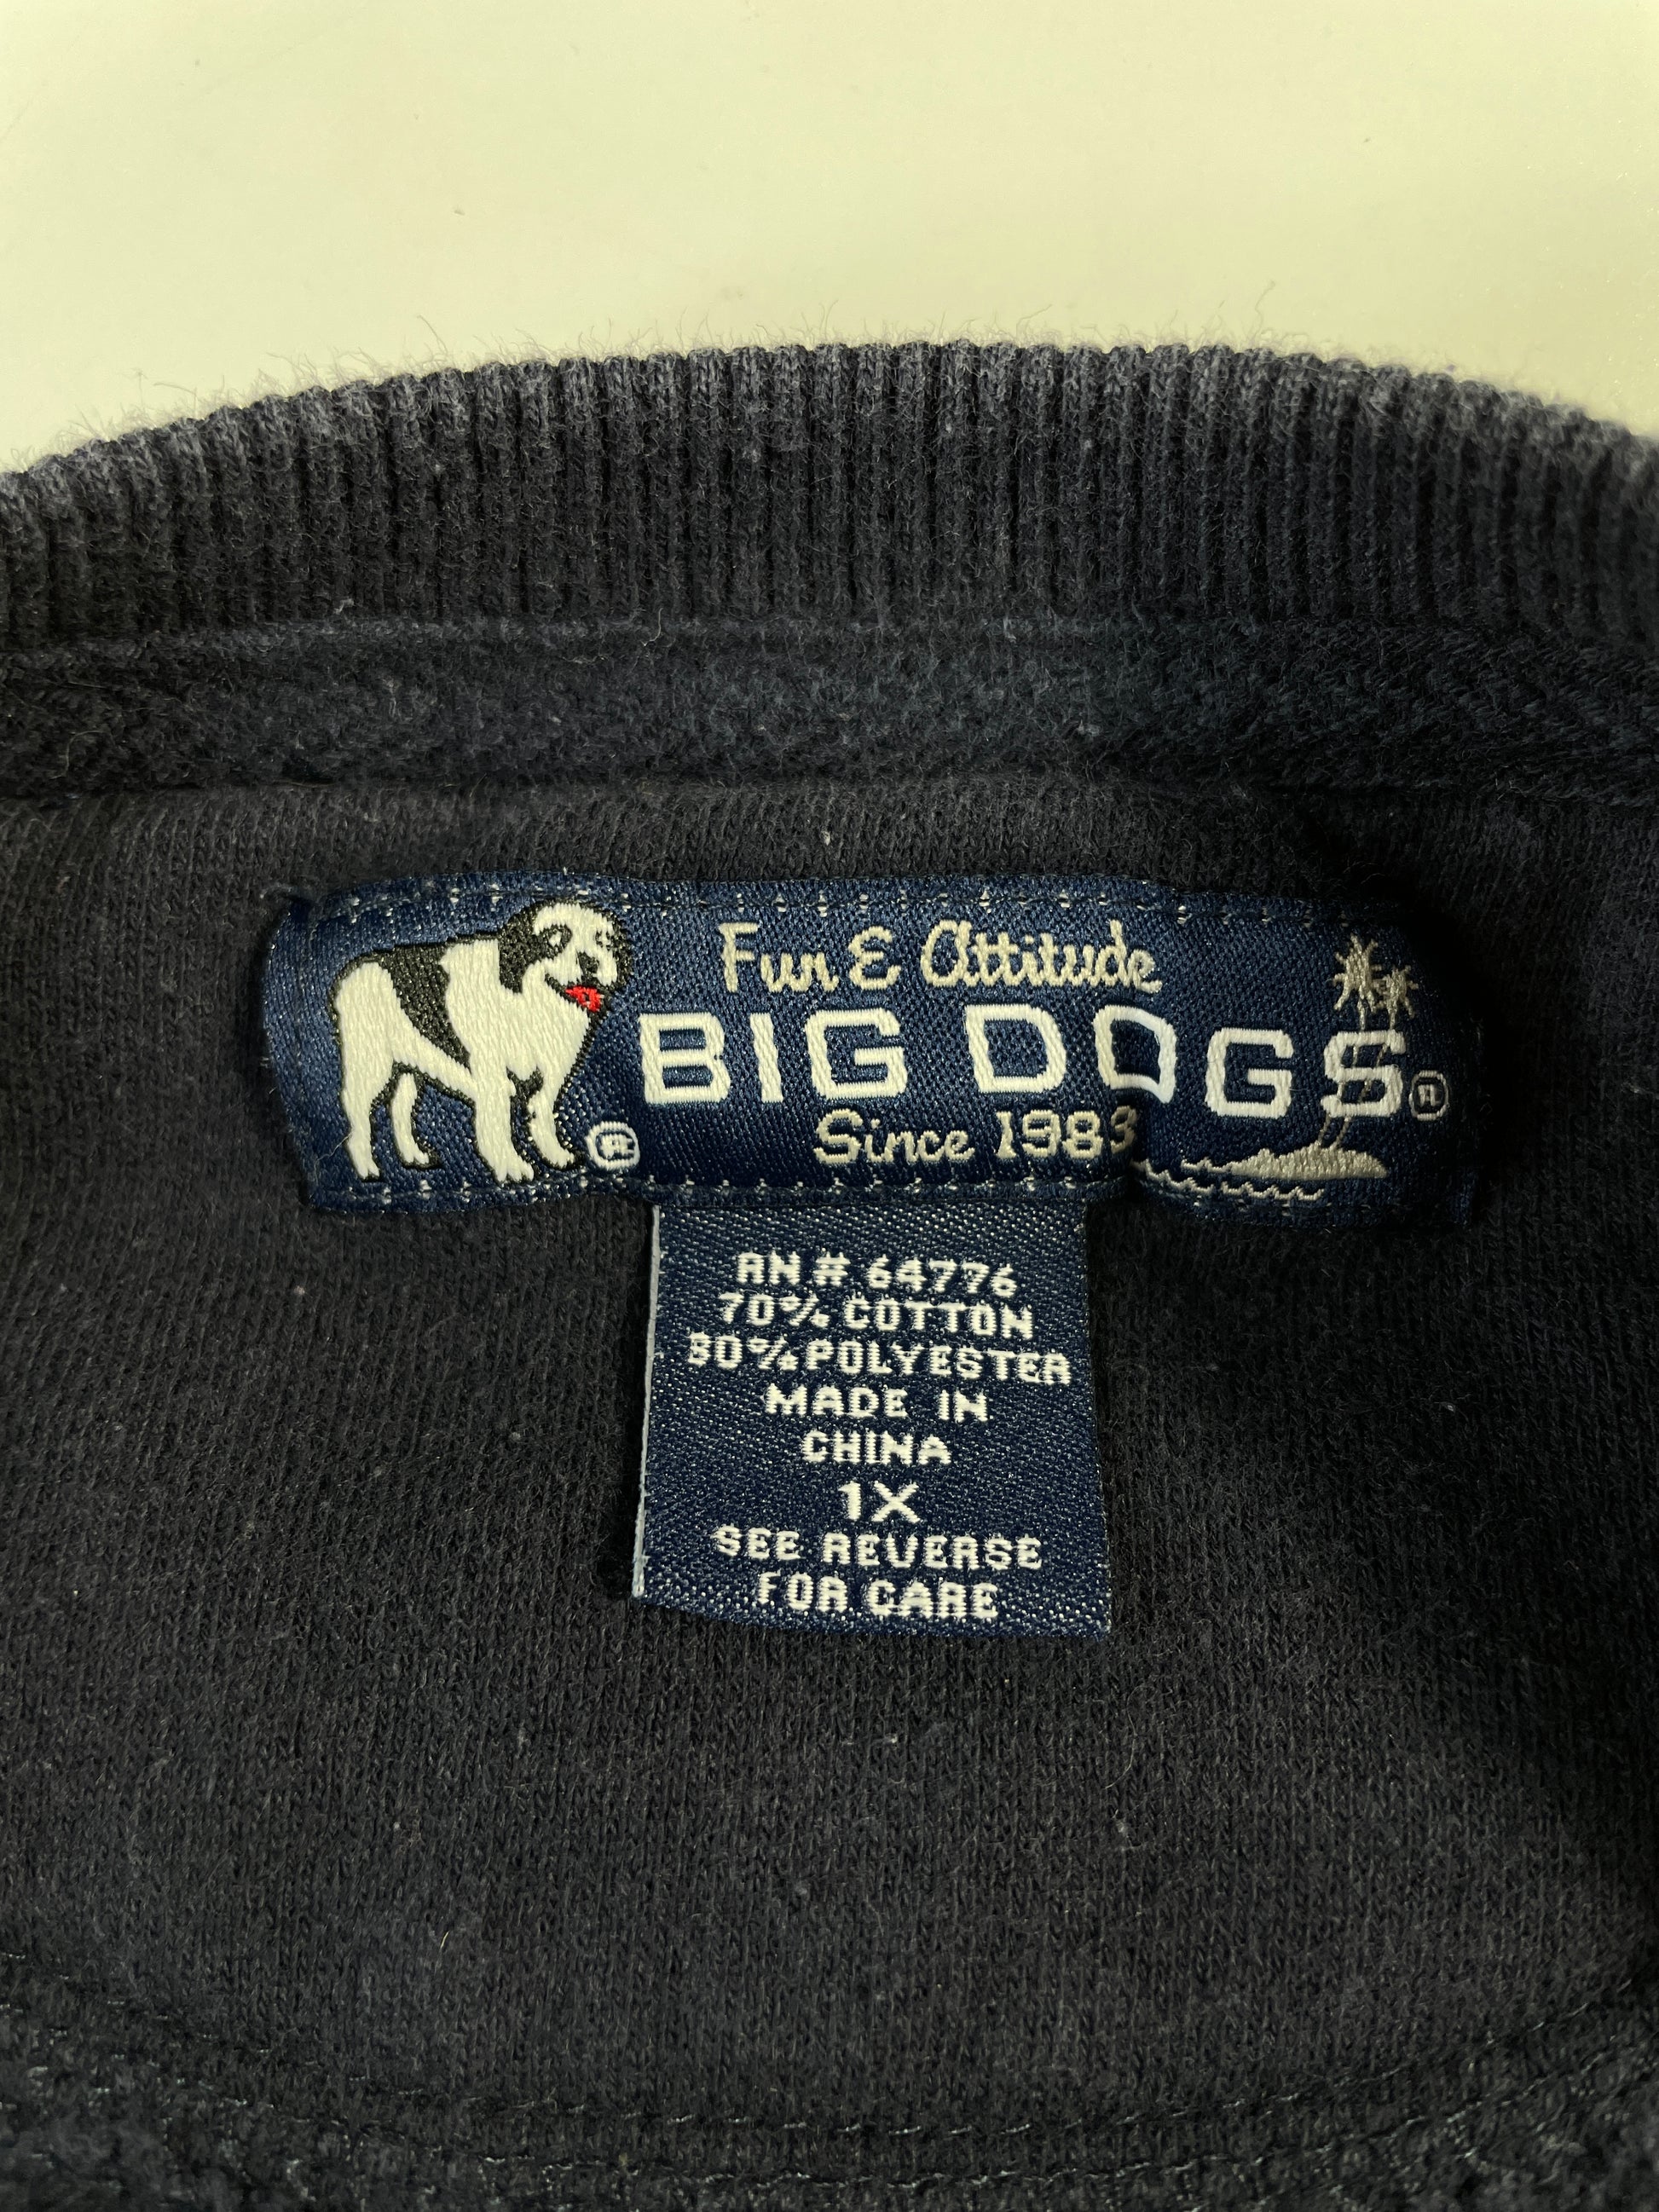 Fun & Attitude
BIG DOGS®
Since 1983
®
RN # 64776
70% COTTON
30% POLYESTER
MADE IN
CHINA
1X
SEE REVERSE
FOR CARE